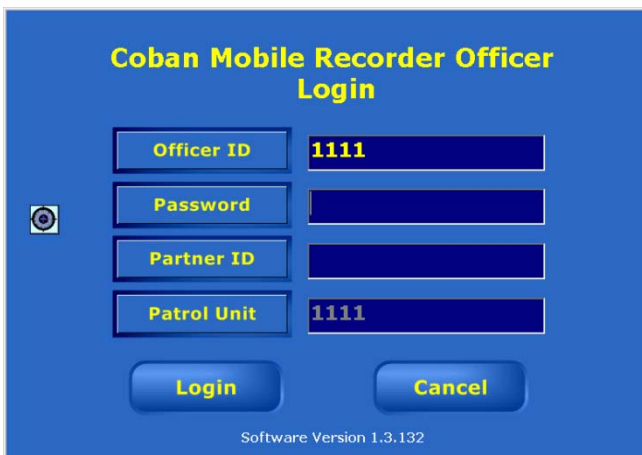 Coban Mobile Recorder Officer
Login
Officer ID 1111
Password
Partner ID
Patrol Unit 1111
Login Cancel
Software Version 1.3.132